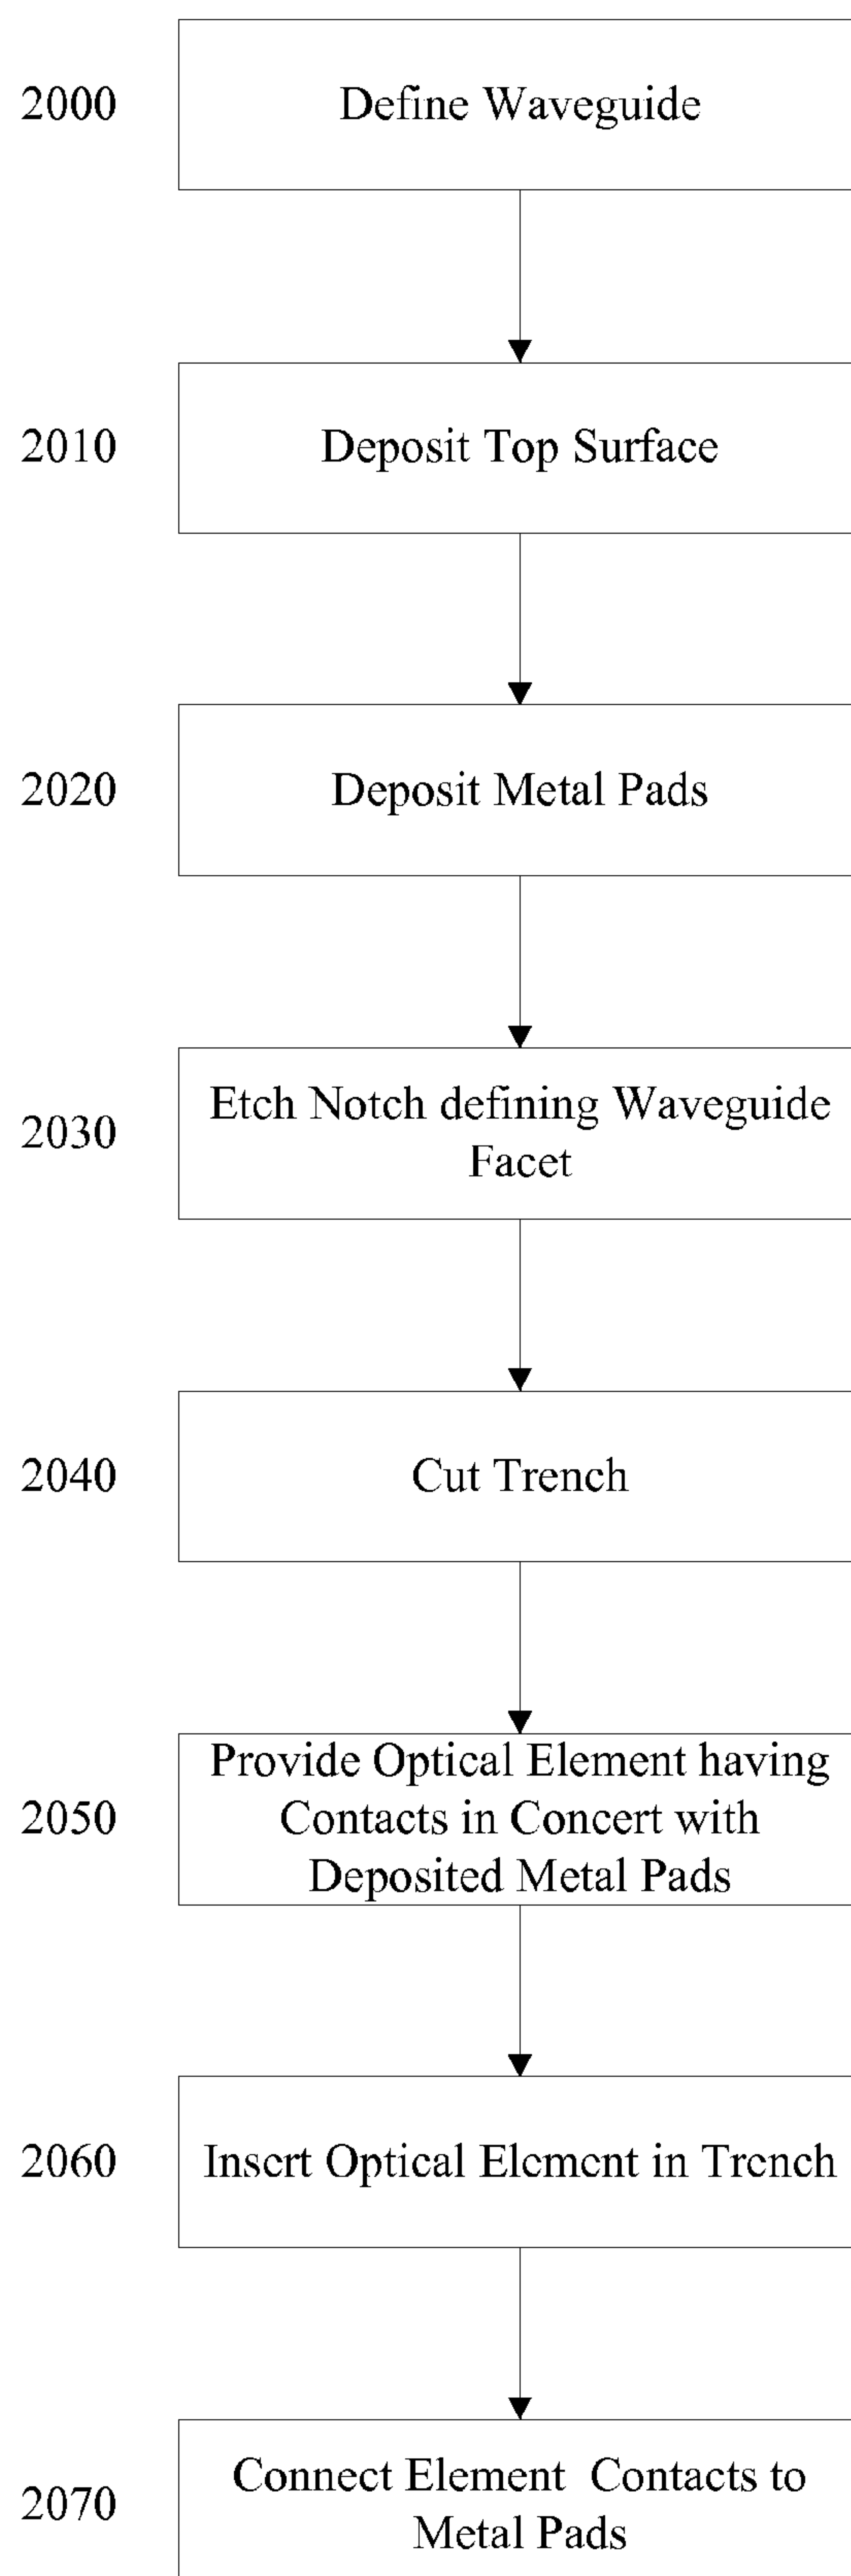 2000
Define Waveguide
2010
Deposit Top Surface
2020
Deposit Metal Pads
2030
Etch Notch defining Waveguide
Facet
2040
Cut Trench
2050
Provide Optical Element having
Contacts in Concert with
Deposited Metal Pads
2060
Insert Optical Element in Trench
2070
Connect Element Contacts to
Metal Pads